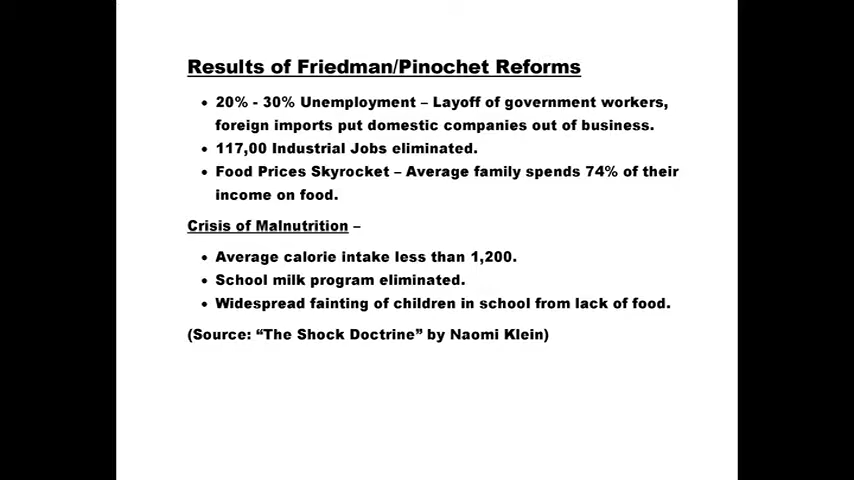 Results of Friedman/Pinochet Reforms
• 20% - 30% Unemployment – Layoff of government workers,
foreign imports put domestic companies out of business.
• 117,00 Industrial Jobs eliminated.
• Food Prices Skyrocket – Average family spends 74% of their
income on food.
Crisis of Malnutrition –
• Average calorie intake less than 1,200.
• School milk program eliminated.
• Widespread fainting of children in school from lack of food.
(Source: “The Shock Doctrine” by Naomi Klein)